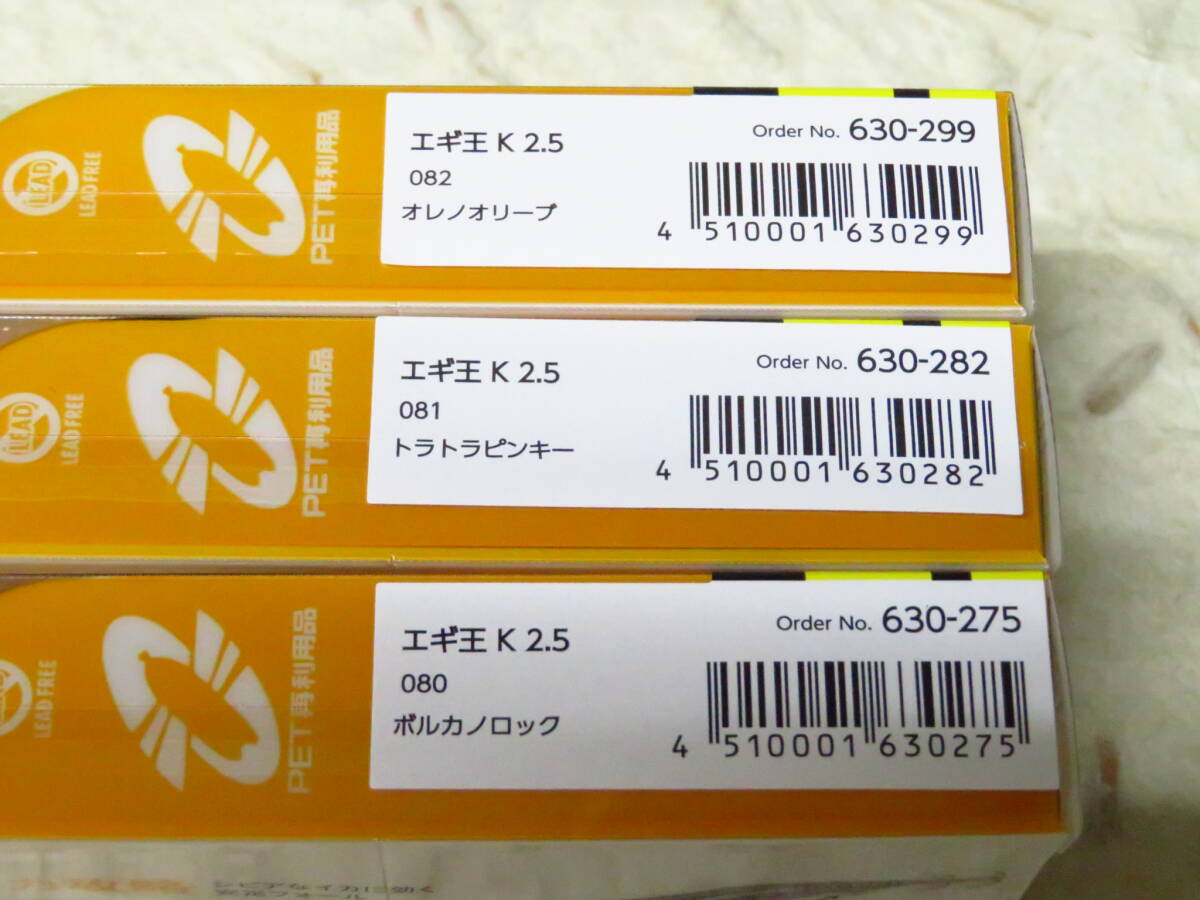 LEAD
LEAD FREE
PET再利用品
エギ王 K 2.5
Order No. 630-299
082
オレノオリーブ
4 510001 630299
LEAD
LEAD FREE
PET再利用品
エギ王 K 2.5
Order No. 630-282
081
トラトラピンキー
4 510001 630282
LEAD FREE
PET再利用品
エギ王 K 2.5
Order No. 630-275
080
ボルカノロック
4 510001 630275